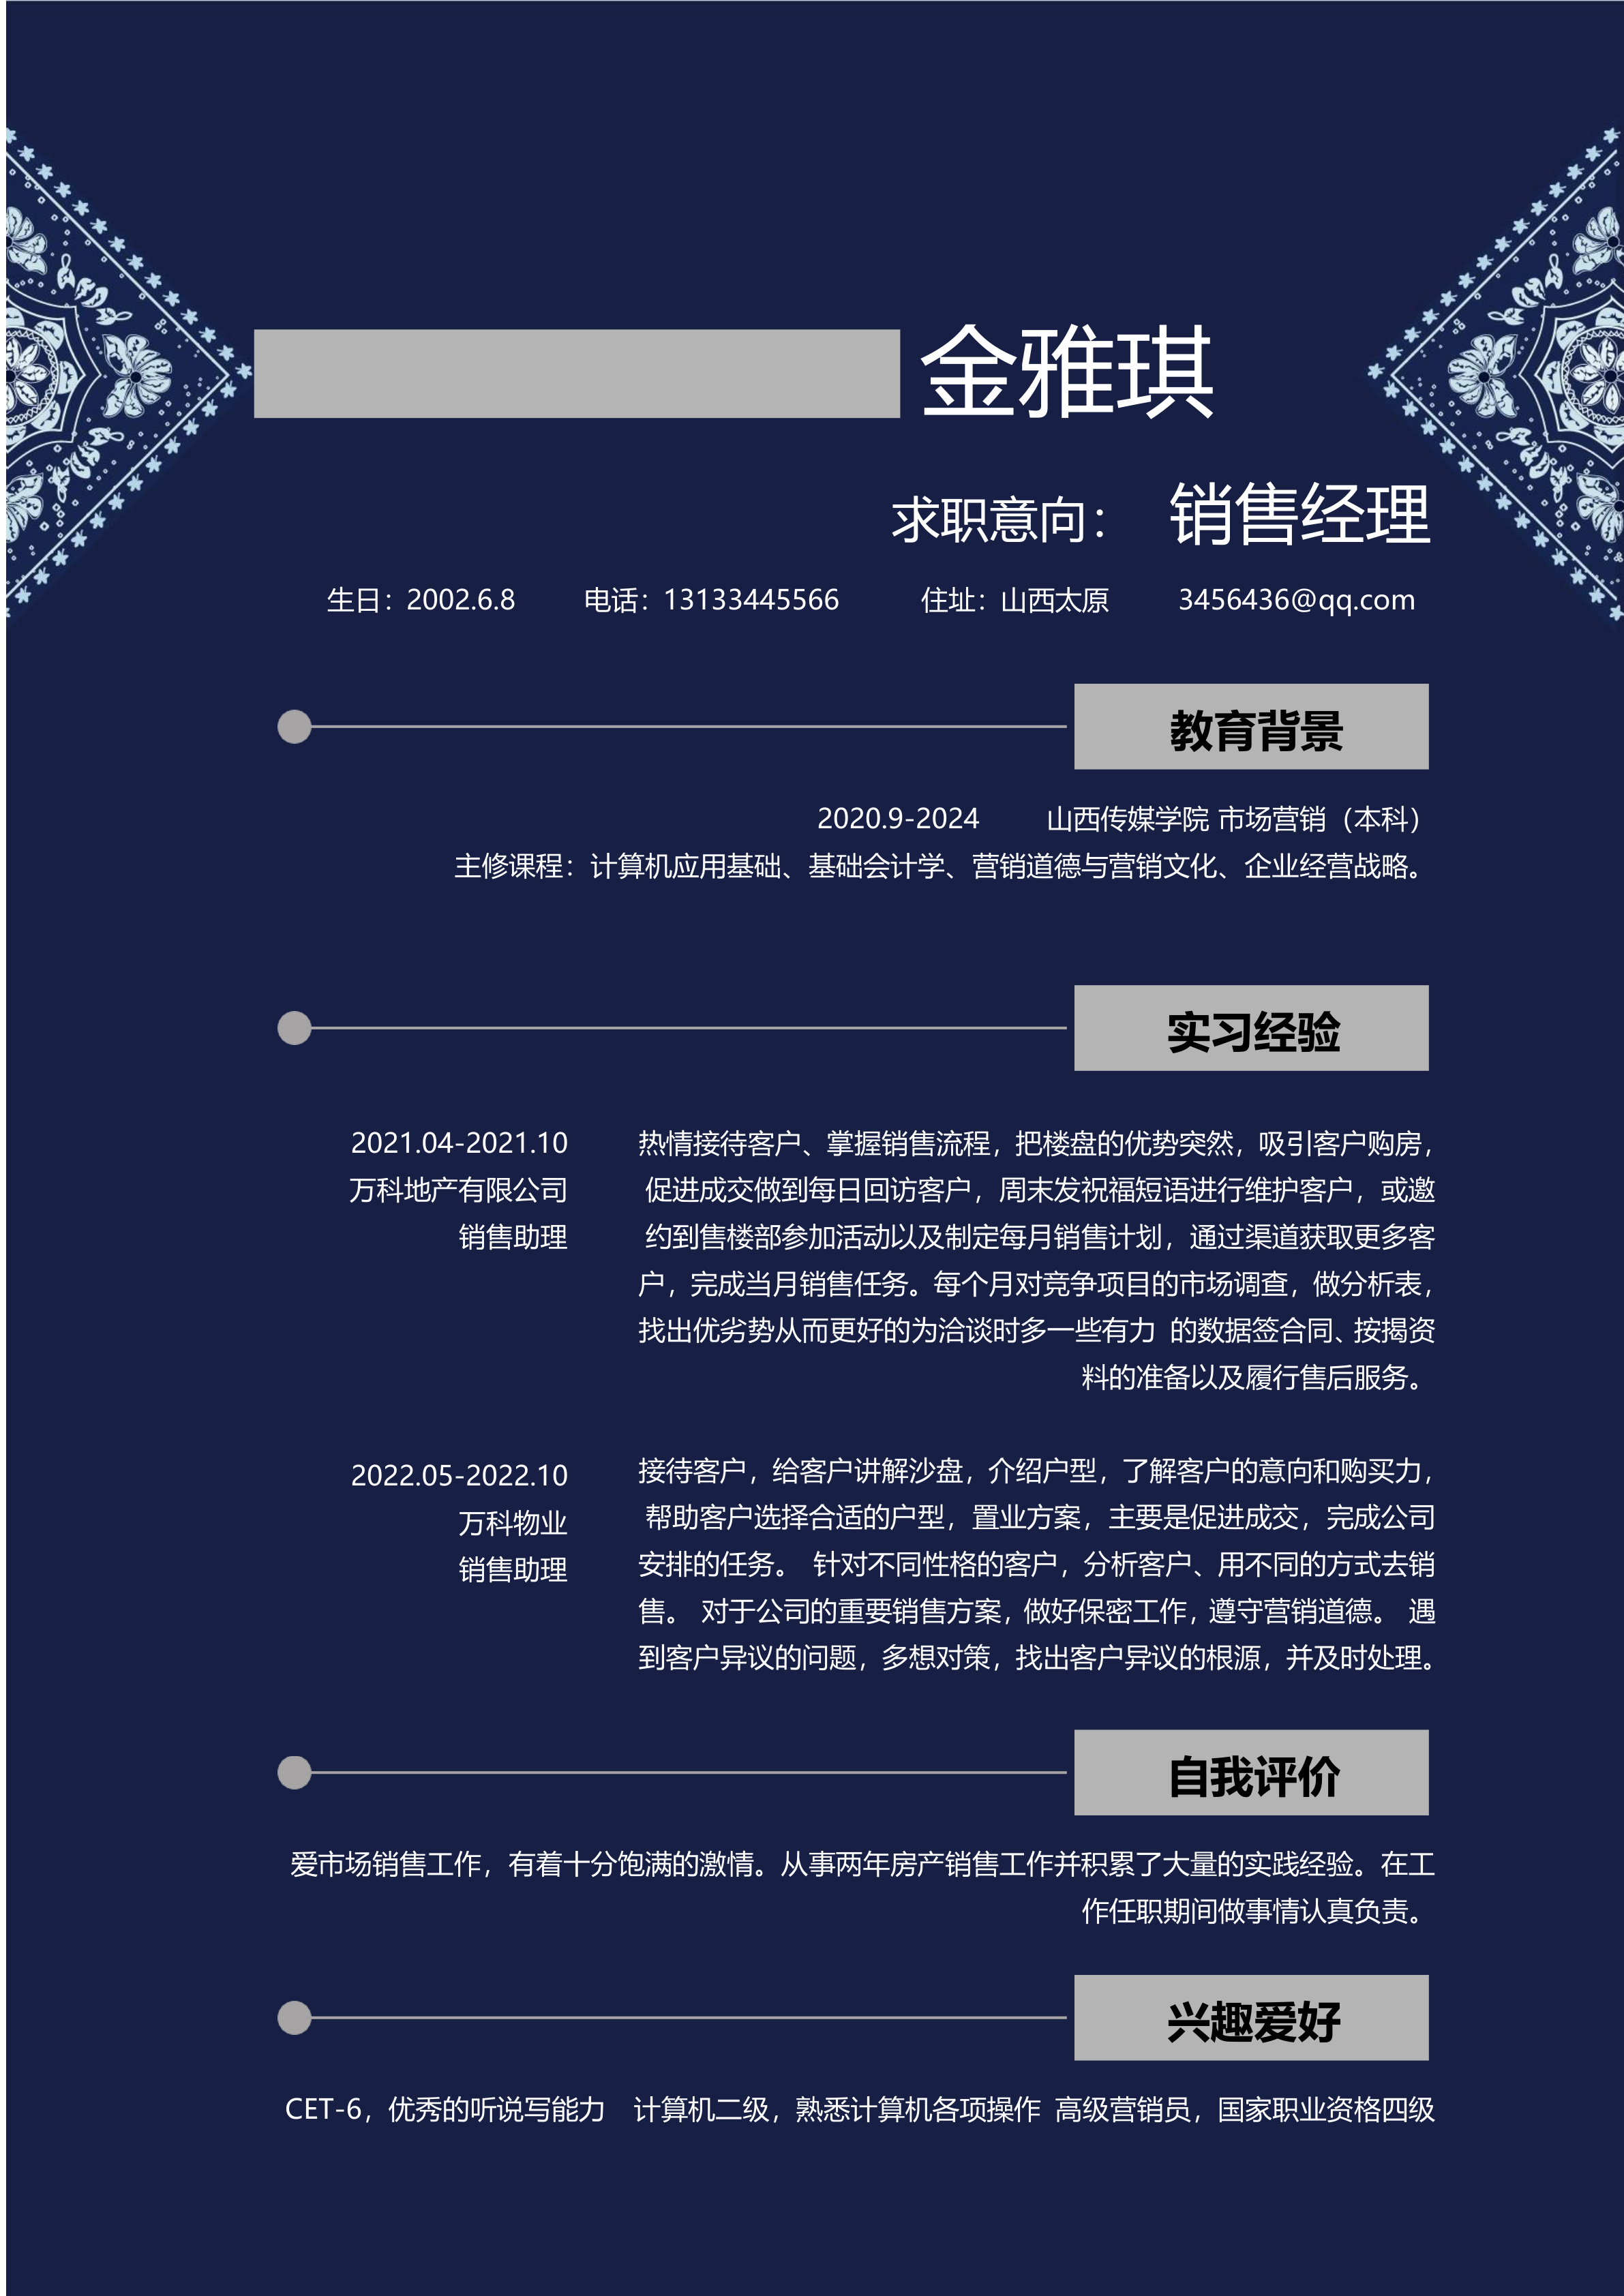 金雅琪
求职意向： 销售经理
生日：2002.6.8 电话：13133445566 住址：山西太原 3456436@qq.com
教育背景
2020.9-2024 山西传媒学院 市场营销（本科）
主修课程：计算机应用基础、基础会计学、营销道德与营销文化、企业经营战略。
实习经验
2021.04-2021.10
万科地产有限公司
销售助理
热情接待客户、掌握销售流程，把楼盘的优势突然，吸引客户购房，
促进成交做到每日回访客户，周末发祝福短语进行维护客户，或邀
约到售楼部参加活动以及制定每月销售计划，通过渠道获取更多客
户，完成当月销售任务。每个月对竞争项目的市场调查，做分析表，
找出优劣势从而更好的为洽谈时多一些有力 的数据签合同、按揭资
料的准备以及履行售后服务。
2022.05-2022.10
万科物业
销售助理
接待客户，给客户讲解沙盘，介绍户型，了解客户的意向和购买力，
帮助客户选择合适的户型，置业方案，主要是促进成交，完成公司
安排的任务。 针对不同性格的客户，分析客户、用不同的方式去销
售。 对于公司的重要销售方案，做好保密工作，遵守营销道德。 遇
到客户异议的问题，多想对策，找出客户异议的根源，并及时处理。
自我评价
爱市场销售工作，有着十分饱满的激情。从事两年房产销售工作并积累了大量的实践经验。在工
作任职期间做事情认真负责。
兴趣爱好
CET-6，优秀的听说写能力 计算机二级，熟悉计算机各项操作 高级营销员，国家职业资格四级